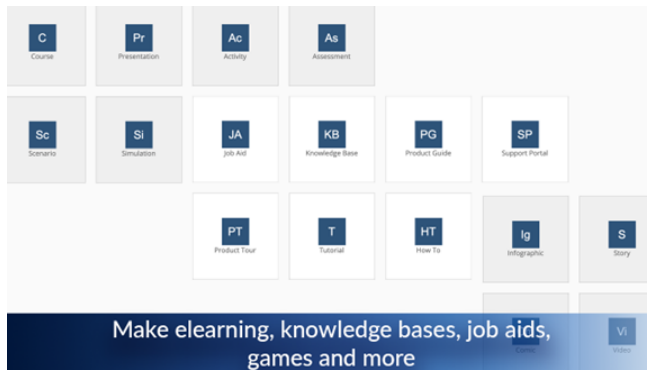 C
Course
Pr
Presentation
Ac
Activity
As
Assessment
Sc
Scenario
Si
Simulation
JA
Job Aid
KB
Knowledge Base
PG
Product Guide
SP
Support Portal
PT
Product Tour
T
Tutorial
HT
How To
Ig
Infographic
S
Story
Comic
Vi
Video
Make elearning, knowledge bases, job aids,
games and more